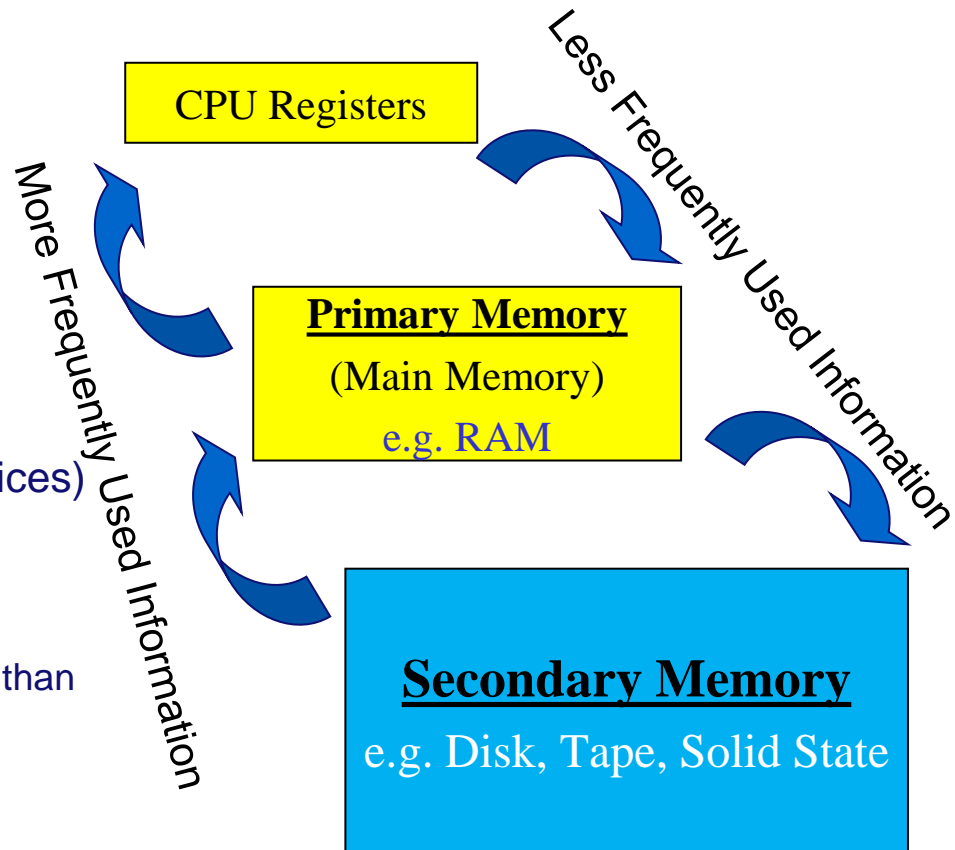 Less Frequently Used Information
CPU Registers
More Frequently Used Information
Primary Memory
(Main Memory)
e.g. RAM
ices)
than
Secondary Memory
e.g. Disk, Tape, Solid State